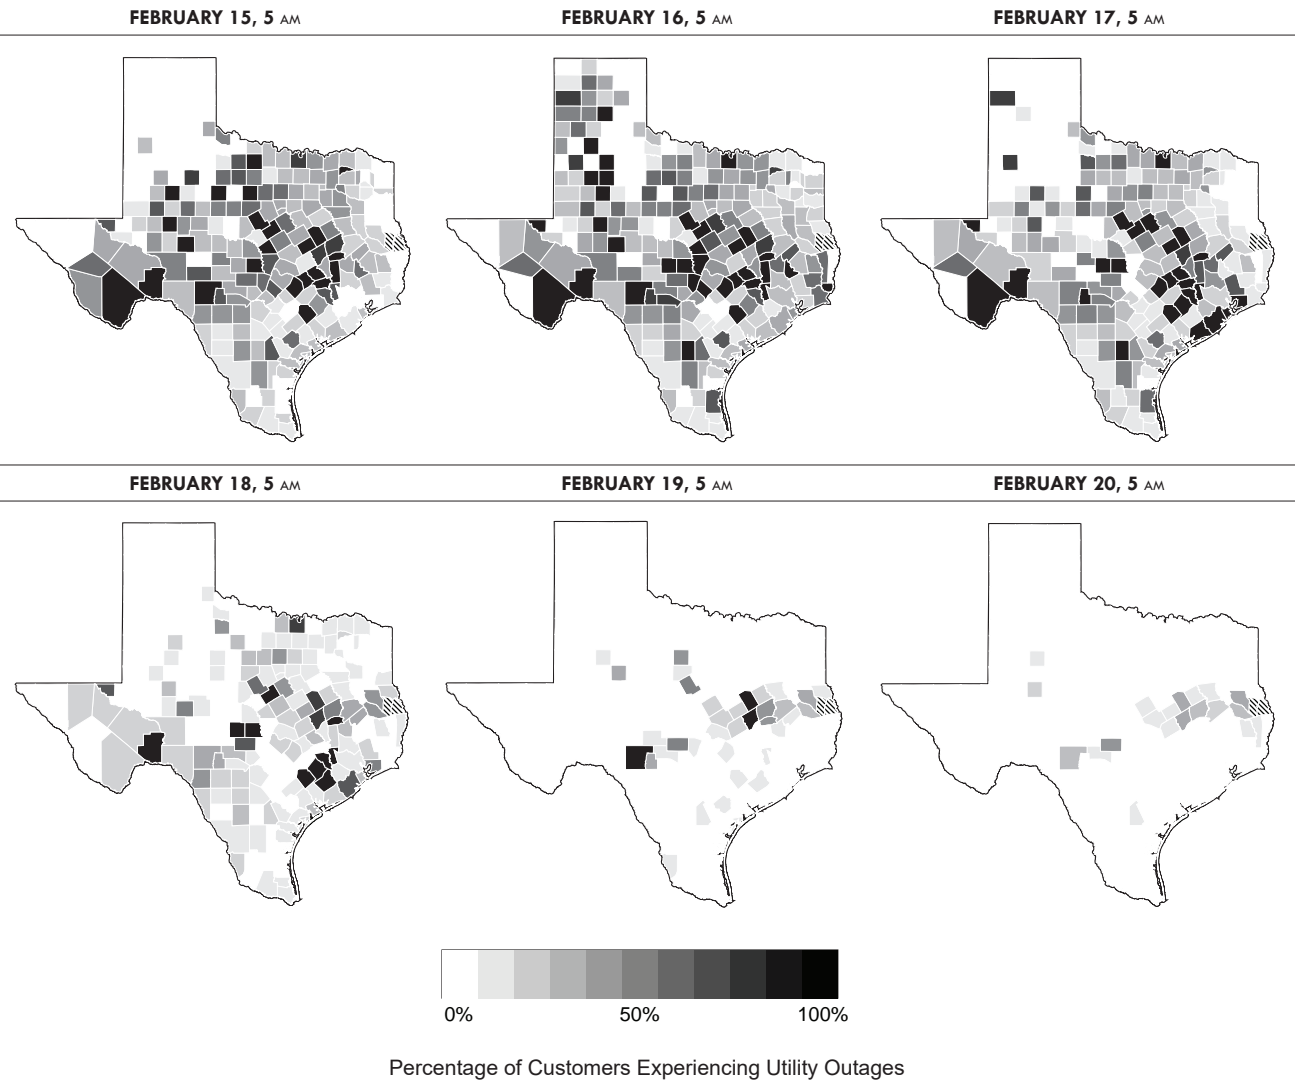 FEBRUARY 15, 5 AM
FEBRUARY 16, 5 AM
FEBRUARY 17, 5 AM
FEBRUARY 18, 5 AM
FEBRUARY 19, 5 AM
FEBRUARY 20, 5 AM
0% 50% 100%
Percentage of Customers Experiencing Utility Outages